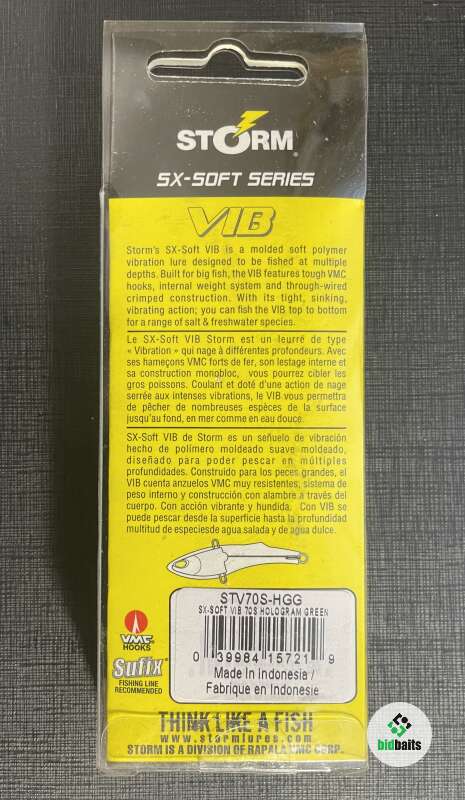 STORM
SX-SOFT SERIES
VIB
Storm's SX-Soft VIB is a molded soft polymer
vibration lure designed to be fished at multiple
depths. Built for big fish, the VIB features tough VMC
hooks, internal weight system and through-wired
crimped construction. With its tight, sinking,
vibrating action; you can fish the VIB top to bottom
for a range of salt & freshwater species.
Le SX-Soft VIB Storm est un leurre de type
« Vibration » qui nage à différentes profondeurs. Avec
ses hameçons VMC forts de fer, son lestage interne et
sa construction monobloc, vous pourrez cibler les
gros poissons. Coulant et doté d'une action de nage
serrée aux intenses vibrations, le VIB vous permettra
de pêcher de nombreuses espèces de la surface
jusqu'au fond, en mer comme en eau douce.
SX-Soft VIB de Storm es un señuelo de vibración
hecho de polímero moldeado suave moldeado,
diseñado para poder pescar en múltiples
profundidades. Construido para los peces grandes, el
VIB cuenta anzuelos VMC muy resistentes, sistema de
peso interno y construcción con alambre a través del
cuerpo. Con acción vibrante y hundida. Con VIB se
puede pescar desde la superficie hasta la profundidad
multitud de especiesde agua salada y de agua dulce.
STV70S-HGG
SX-SOFT VIB 70S HOLOGRAM GREEN
0 39984 15721 9
Made In Indonesia /
Fabrique en Indonesie
VMC
HOOKS
Sufix
FISHING LINE
RECOMMENDED
THINK LIKE A FISH
www.stormlures.com
STORM IS A DIVISION OF RAPALA VMC CORP.
bidbaits